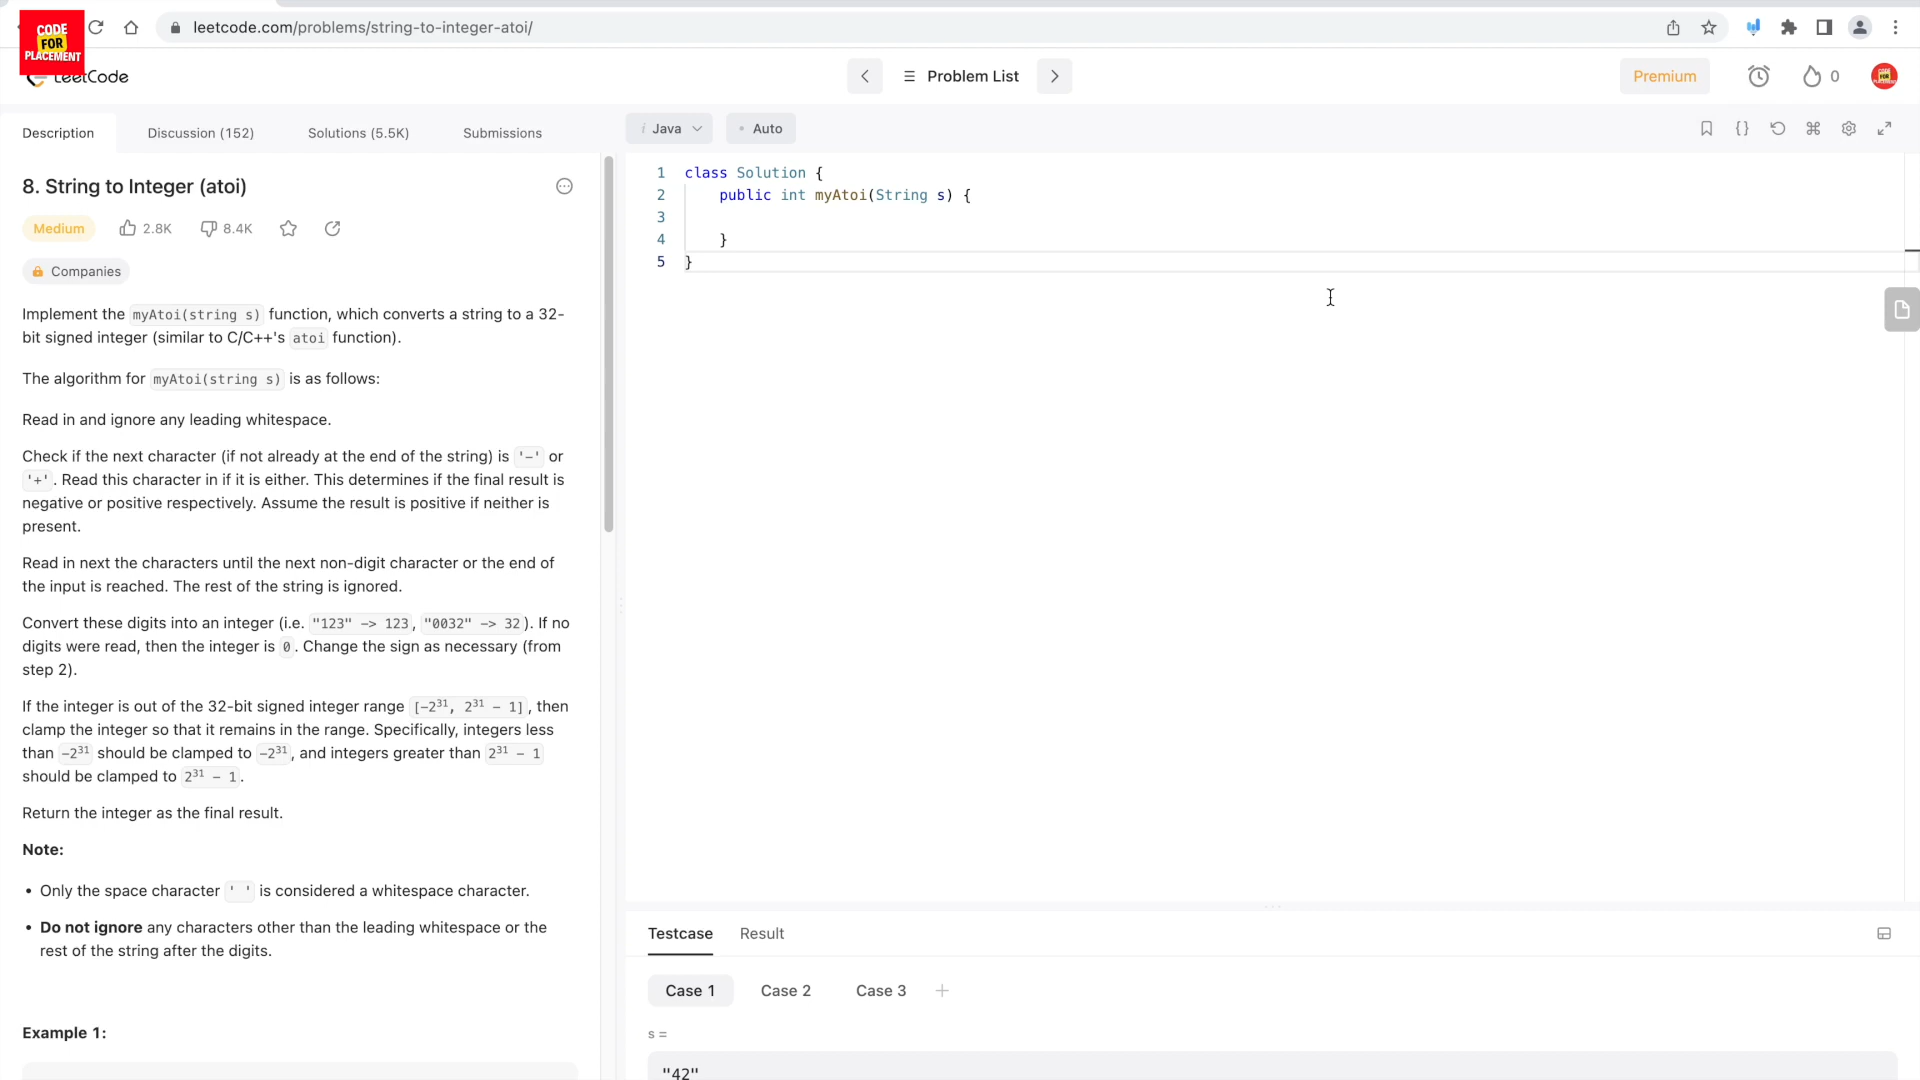 leetcode.com/problems/string-to-integer-atoi/
CODE
FOR
PLACEMENT
LeetCode
Problem List
Premium
0
Description
Discussion (152)
Solutions (5.5K)
Submissions
i Java
• Auto
8. String to Integer (atoi)
Medium
2.8K
8.4K
Companies
Implement the myAtoi(string s) function, which converts a string to a 32-
bit signed integer (similar to C/C++'s atoi function).
The algorithm for myAtoi(string s) is as follows:
Read in and ignore any leading whitespace.
Check if the next character (if not already at the end of the string) is '-' or
'+'. Read this character in if it is either. This determines if the final result is
negative or positive respectively. Assume the result is positive if neither is
present.
Read in next the characters until the next non-digit character or the end of
the input is reached. The rest of the string is ignored.
Convert these digits into an integer (i.e. "123" -> 123, "0032" -> 32). If no
digits were read, then the integer is 0. Change the sign as necessary (from
step 2).
If the integer is out of the 32-bit signed integer range [-2³¹, 2³¹ - 1], then
clamp the integer so that it remains in the range. Specifically, integers less
than -2³¹ should be clamped to -2³¹, and integers greater than 2³¹ - 1
should be clamped to 2³¹ - 1.
Return the integer as the final result.
Note:
• Only the space character ' ' is considered a whitespace character.
• Do not ignore any characters other than the leading whitespace or the
rest of the string after the digits.
Example 1:
1 class Solution {
2 public int myAtoi(String s) {
3
4 }
5 }
Testcase
Result
Case 1
Case 2
Case 3
s =
"42"